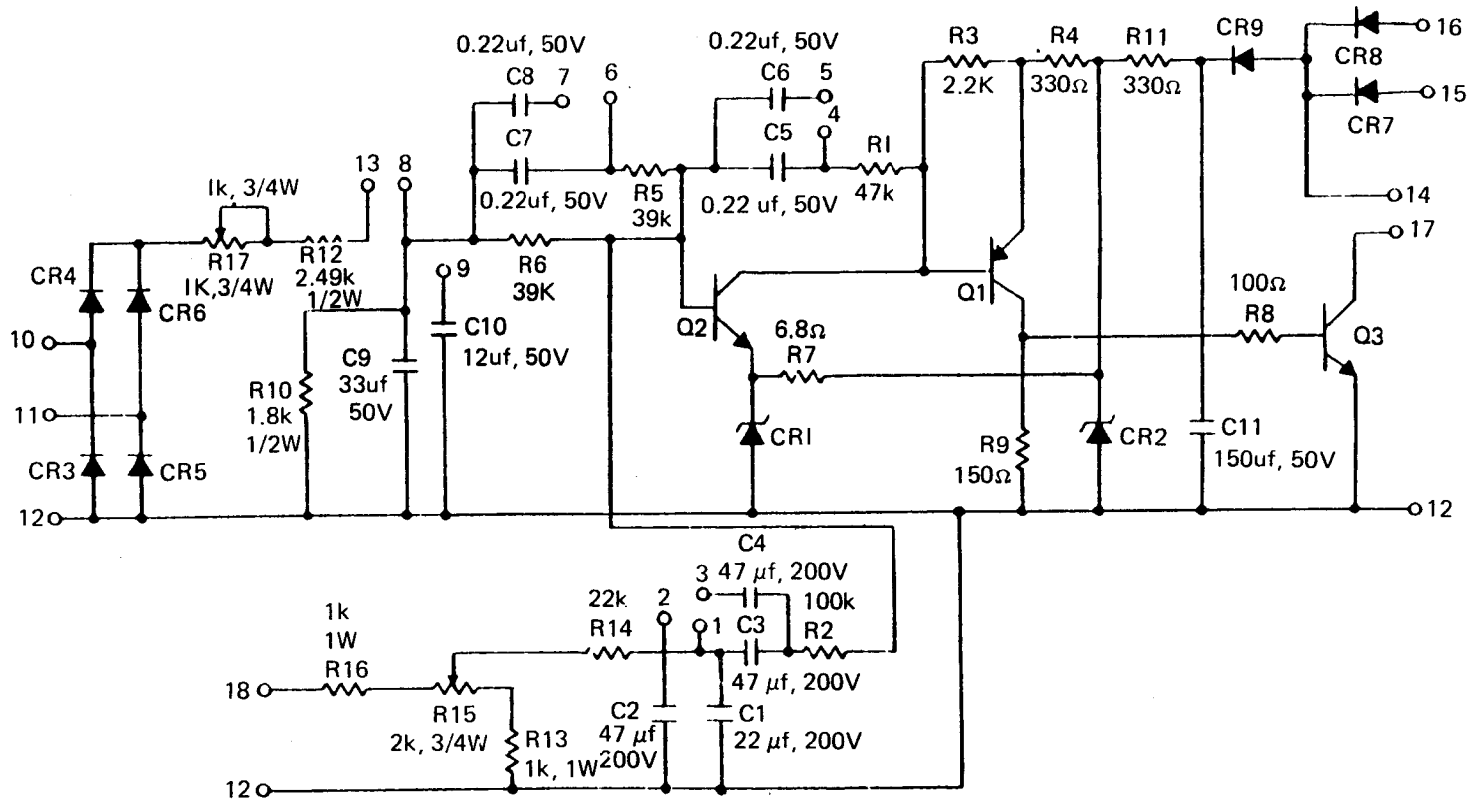 0.22uf, 50V
C8
7
6
C7
0.22uf, 50V
R5
39k
0.22uf, 50V
C6
5
4
C5
0.22 uf, 50V
R1
47k
R3
2.2K
R4
330Ω
R11
330Ω
CR9
16
CR8
15
CR7
14
17
1k, 3/4W
13
8
R17
1K, 3/4W
R12
2.49k
1/2W
R6
39K
9
C10
12uf, 50V
CR4
CR6
10
11
CR3
CR5
12
R10
1.8k
1/2W
C9
33uf
50V
Q2
6.8Ω
R7
CR1
Q1
100Ω
R8
Q3
R9
150Ω
CR2
C11
150uf, 50V
12
C4
47 μf, 200V
3
100k
R2
22k
R14
2
1
C3
47 μf, 200V
1k
1W
R16
18
R15
2k, 3/4W
R13
1k, 1W
C2
47 μf
200V
C1
22 μf, 200V
12